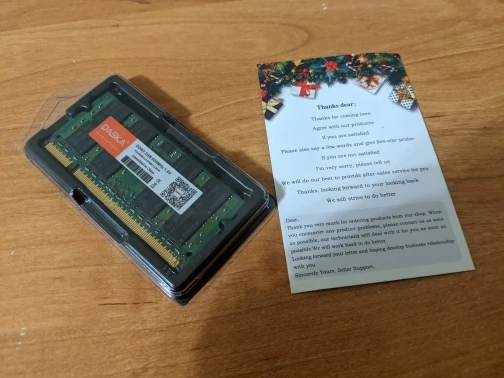 DASKA
DDR2 2GB 800MHz 1.8V
Thanks dear :
Thanks for coming here
Agree with our products
If you are satisfied
Please also say a few words and give five-star praise
If you are not satisfied
I'm very sorry, please tell us
We will do our best to provide after-sales service for pro
Thanks, looking forward to your looking back
We will strive to do better
Dear,
Thank you very much for ordering products from our shop. When
you encounter any product problems, please contact us as soon
as possible, our technicians will deal with it for you as soon as
possible.We will work hard to do better
Looking forward your letter and hoping develop business relationship
with you
Sincerely Yours, Seller Support.